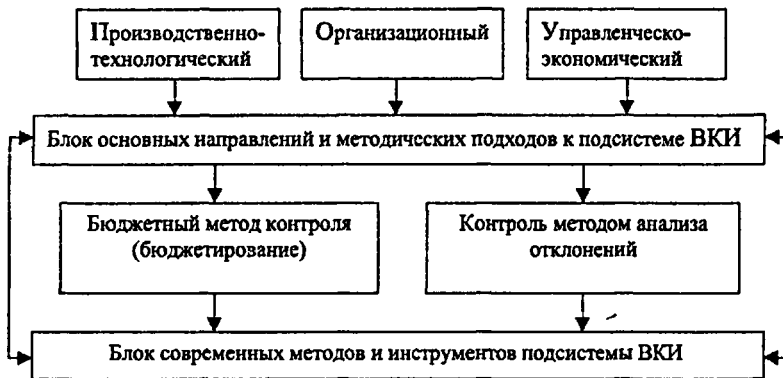 Производственно-
технологический
Организационный
Управленческо-
экономический
Блок основных направлений и методических подходов к подсистеме ВКИ
Бюджетный метод контроля
(бюджетирование)
Контроль методом анализа
отклонений
Блок современных методов и инструментов подсистемы ВКИ